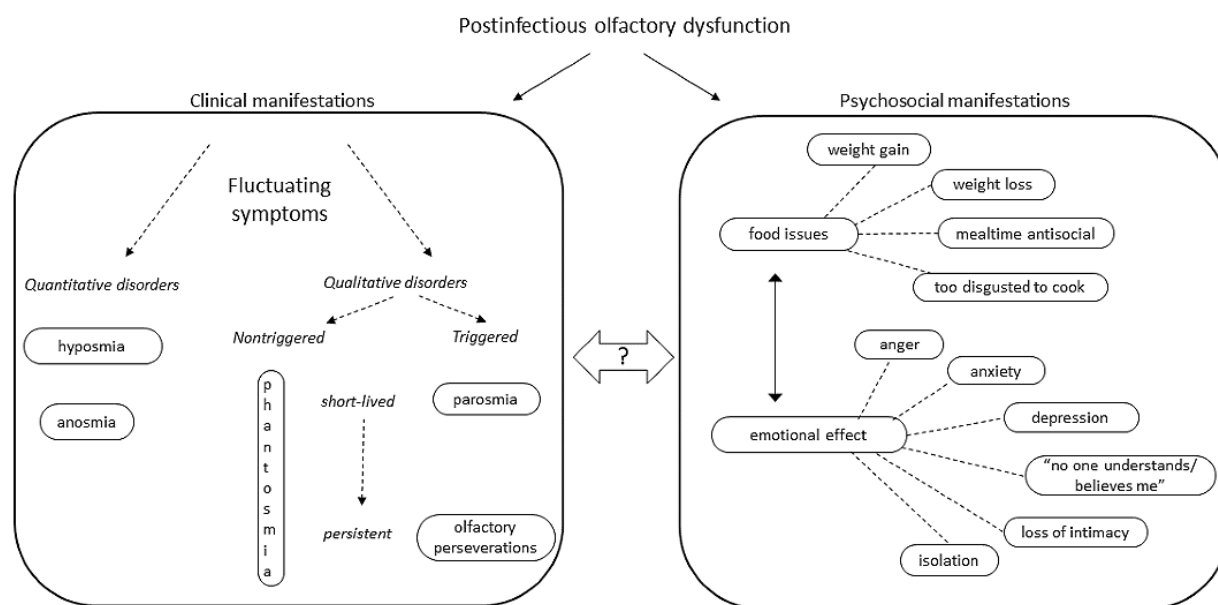 Postinfectious olfactory dysfunction
Clinical manifestations
Fluctuating
symptoms
Quantitative disorders
hyposmia
anosmia
Qualitative disorders
Nontriggered
Triggered
phantosmia
short-lived
persistent
parosmia
olfactory
perseverations
?
Psychosocial manifestations
weight gain
weight loss
food issues
mealtime antisocial
too disgusted to cook
anger
anxiety
depression
emotional effect
“no one understands/
believes me”
loss of intimacy
isolation